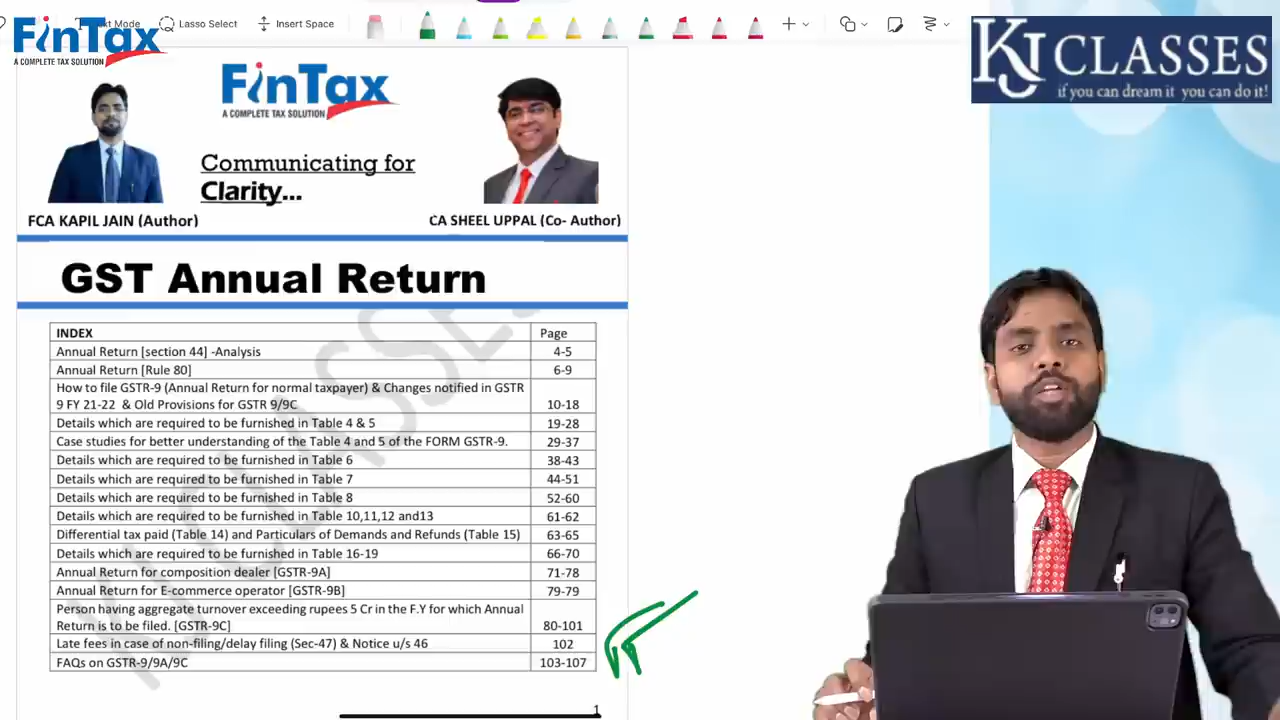 Text Mode
Lasso Select
Insert Space
FinTax
A COMPLETE TAX SOLUTION
KJ CLASSES
if you can dream it you can do it!
FinTax
A COMPLETE TAX SOLUTION
Communicating for
Clarity...
FCA KAPIL JAIN (Author)
CA SHEEL UPPAL (Co- Author)
GST Annual Return
INDEX Page
Annual Return [section 44] -Analysis 4-5
Annual Return [Rule 80] 6-9
How to file GSTR-9 (Annual Return for normal taxpayer) & Changes notified in GSTR
9 FY 21-22 & Old Provisions for GSTR 9/9C 10-18
Details which are required to be furnished in Table 4 & 5 19-28
Case studies for better understanding of the Table 4 and 5 of the FORM GSTR-9. 29-37
Details which are required to be furnished in Table 6 38-43
Details which are required to be furnished in Table 7 44-51
Details which are required to be furnished in Table 8 52-60
Details which are required to be furnished in Table 10,11,12 and13 61-62
Differential tax paid (Table 14) and Particulars of Demands and Refunds (Table 15) 63-65
Details which are required to be furnished in Table 16-19 66-70
Annual Return for composition dealer [GSTR-9A] 71-78
Annual Return for E-commerce operator [GSTR-9B] 79-79
Person having aggregate turnover exceeding rupees 5 Cr in the F.Y for which Annual
Return is to be filed. [GSTR-9C] 80-101
Late fees in case of non-filing/delay filing (Sec-47) & Notice u/s 46 102
FAQs on GSTR-9/9A/9C 103-107
KJ CLASSES
1